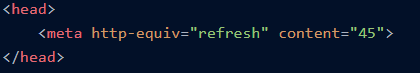 <head>
    <meta http-equiv="refresh" content="45">
</head>